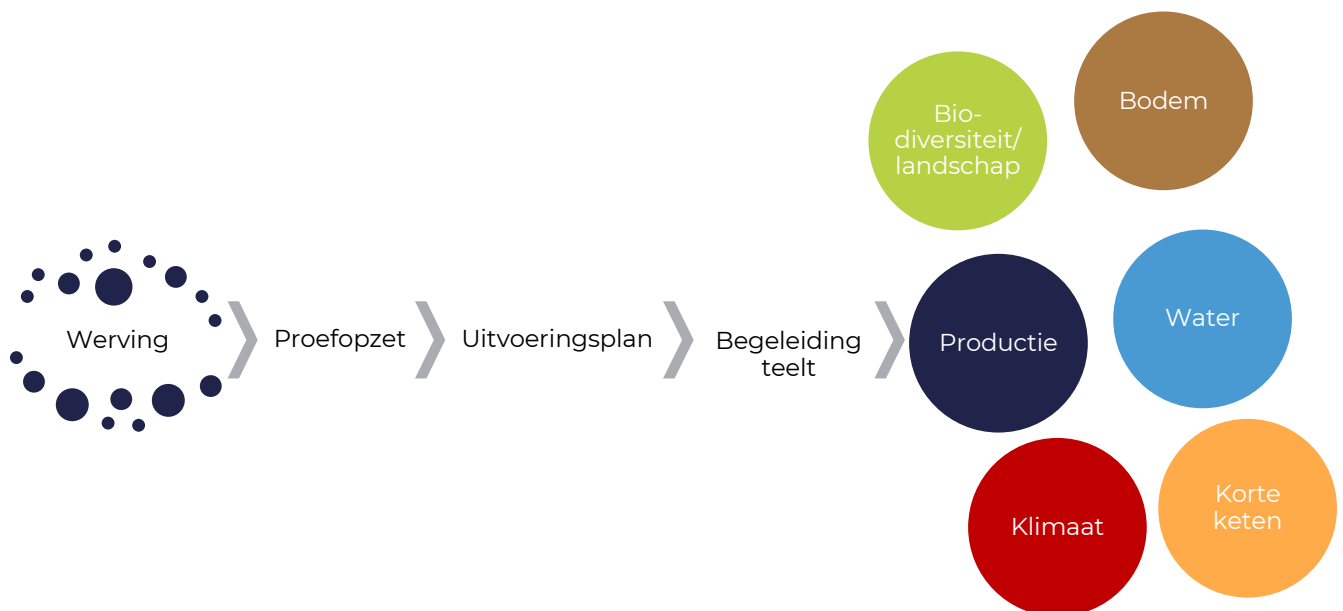 Werving
Proefopzet
Uitvoeringsplan
Begeleiding
teelt
Bio-
diversiteit/
landschap
Bodem
Productie
Water
Klimaat
Korte
keten